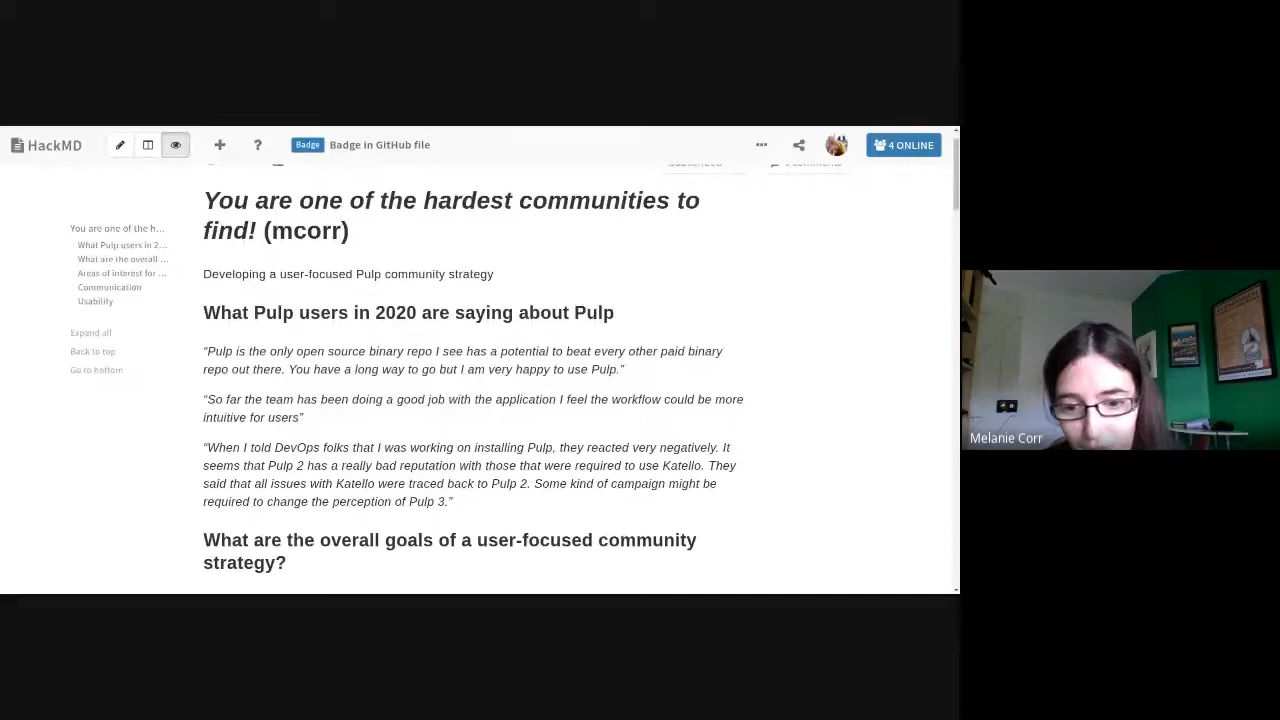 HackMD
Badge Badge in GitHub file
4 ONLINE
You are one of the hardest communities to
find! (mcorr)
Developing a user-focused Pulp community strategy
What Pulp users in 2020 are saying about Pulp
“Pulp is the only open source binary repo I see has a potential to beat every other paid binary
repo out there. You have a long way to go but I am very happy to use Pulp.”
“So far the team has been doing a good job with the application I feel the workflow could be more
intuitive for users”
“When I told DevOps folks that I was working on installing Pulp, they reacted very negatively. It
seems that Pulp 2 has a really bad reputation with those that were required to use Katello. They
said that all issues with Katello were traced back to Pulp 2. Some kind of campaign might be
required to change the perception of Pulp 3.”
What are the overall goals of a user-focused community
strategy?
You are one of the h...
What Pulp users in 2...
What are the overall ...
Areas of interest for ...
Communication
Usability
Expand all
Back to top
Go to bottom
Melanie Corr